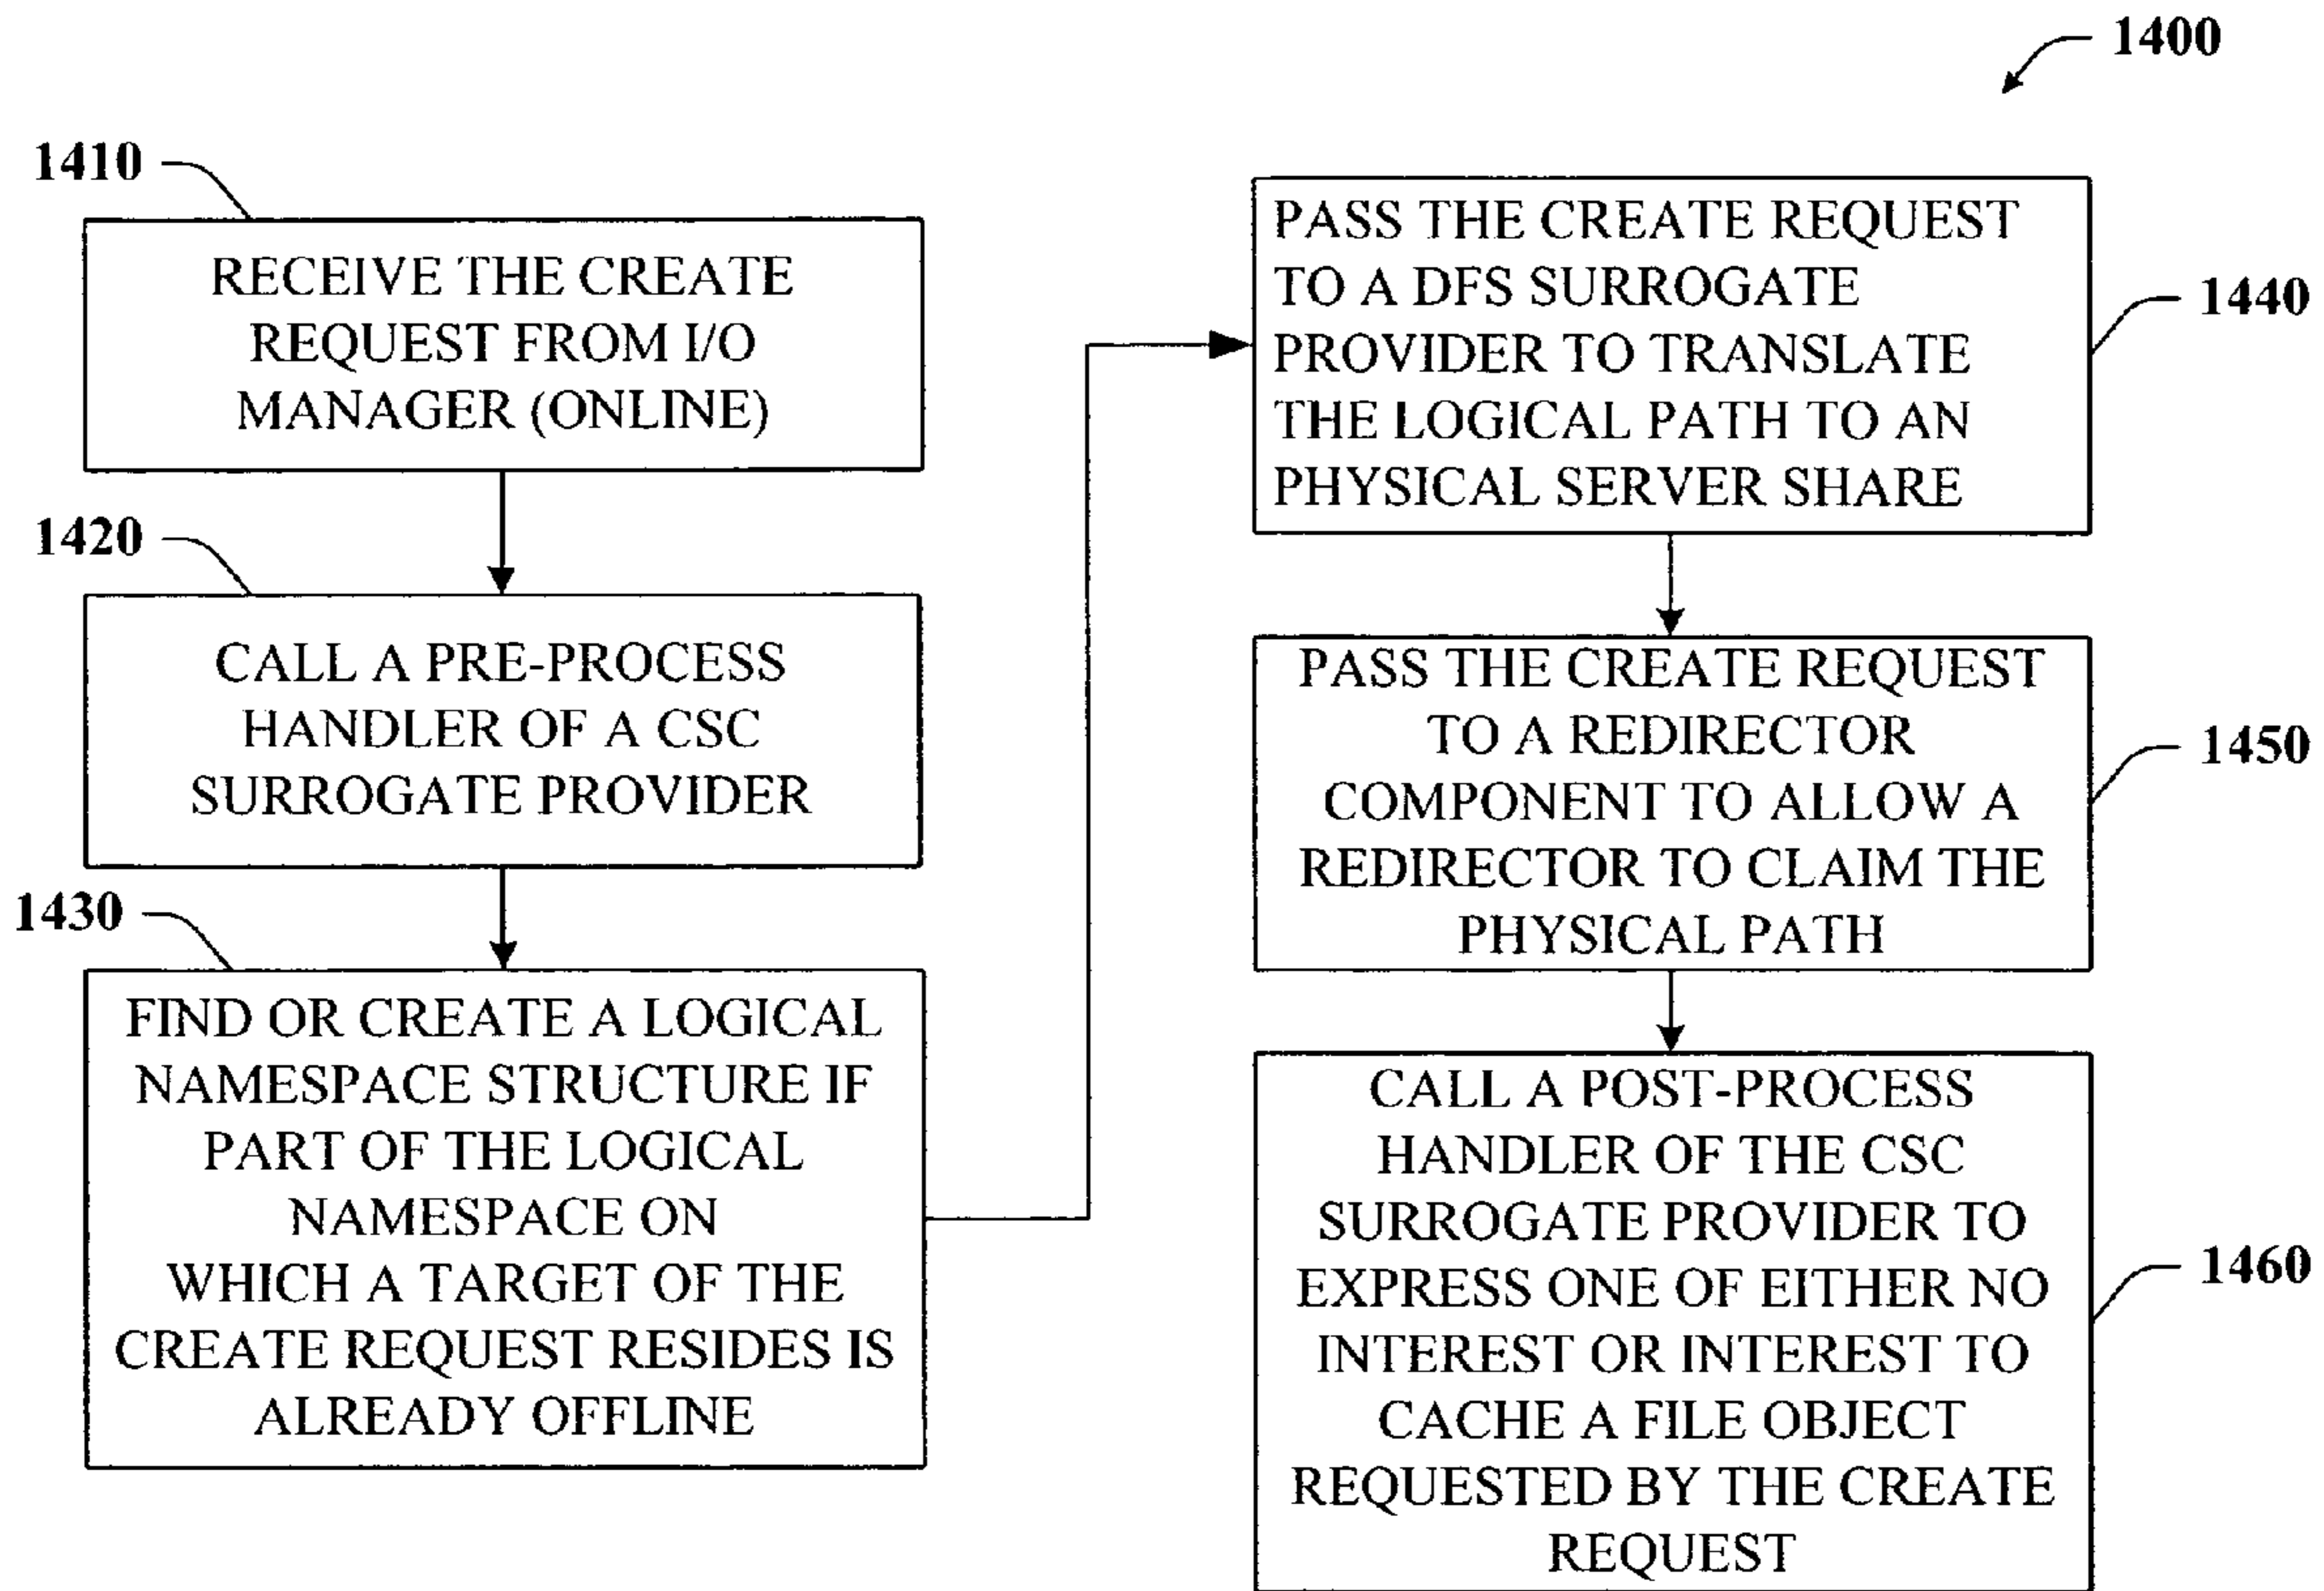 1400
1410
RECEIVE THE CREATE
REQUEST FROM I/O
MANAGER (ONLINE)
1420
CALL A PRE-PROCESS
HANDLER OF A CSC
SURROGATE PROVIDER
1430
FIND OR CREATE A LOGICAL
NAMESPACE STRUCTURE IF
PART OF THE LOGICAL
NAMESPACE ON
WHICH A TARGET OF THE
CREATE REQUEST RESIDES IS
ALREADY OFFLINE
PASS THE CREATE REQUEST
TO A DFS SURROGATE
PROVIDER TO TRANSLATE
THE LOGICAL PATH TO AN
PHYSICAL SERVER SHARE
1440
PASS THE CREATE REQUEST
TO A REDIRECTOR
COMPONENT TO ALLOW A
REDIRECTOR TO CLAIM THE
PHYSICAL PATH
1450
CALL A POST-PROCESS
HANDLER OF THE CSC
SURROGATE PROVIDER TO
EXPRESS ONE OF EITHER NO
INTEREST OR INTEREST TO
CACHE A FILE OBJECT
REQUESTED BY THE CREATE
REQUEST
1460